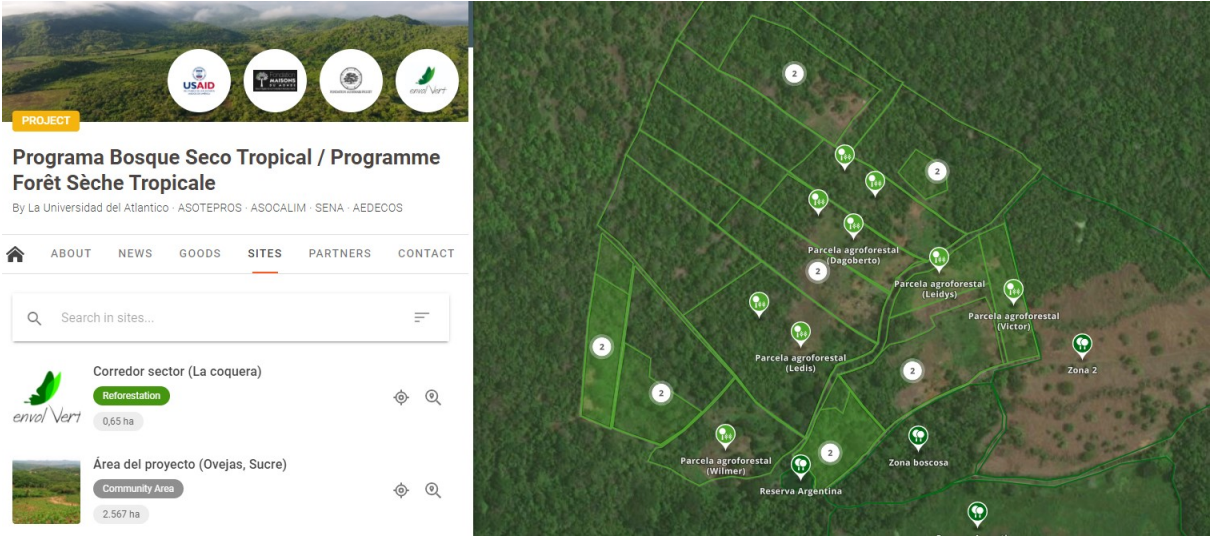 USAID
Fondation
MAISONS
DU MONDE
envol Vert
PROJECT
Programa Bosque Seco Tropical / Programme
Forêt Sèche Tropicale
By La Universidad del Atlantico · ASOTEPROS · ASOCALIM · SENA · AEDECOS
ABOUT NEWS GOODS SITES PARTNERS CONTACT
Search in sites...
envol Vert
Corredor sector (La coquera)
Reforestation
0,65 ha
Área del proyecto (Ovejas, Sucre)
Community Area
2.567 ha
2
2
Parcela agroforestal
(Dagoberto)
2
Parcela agroforestal
(Leidys)
Parcela agroforestal
(Victor)
2
Parcela agroforestal
(Ledis)
Zona 2
2
2
Parcela agroforestal
(Wilmer)
2
Zona boscosa
Reserva Argentina